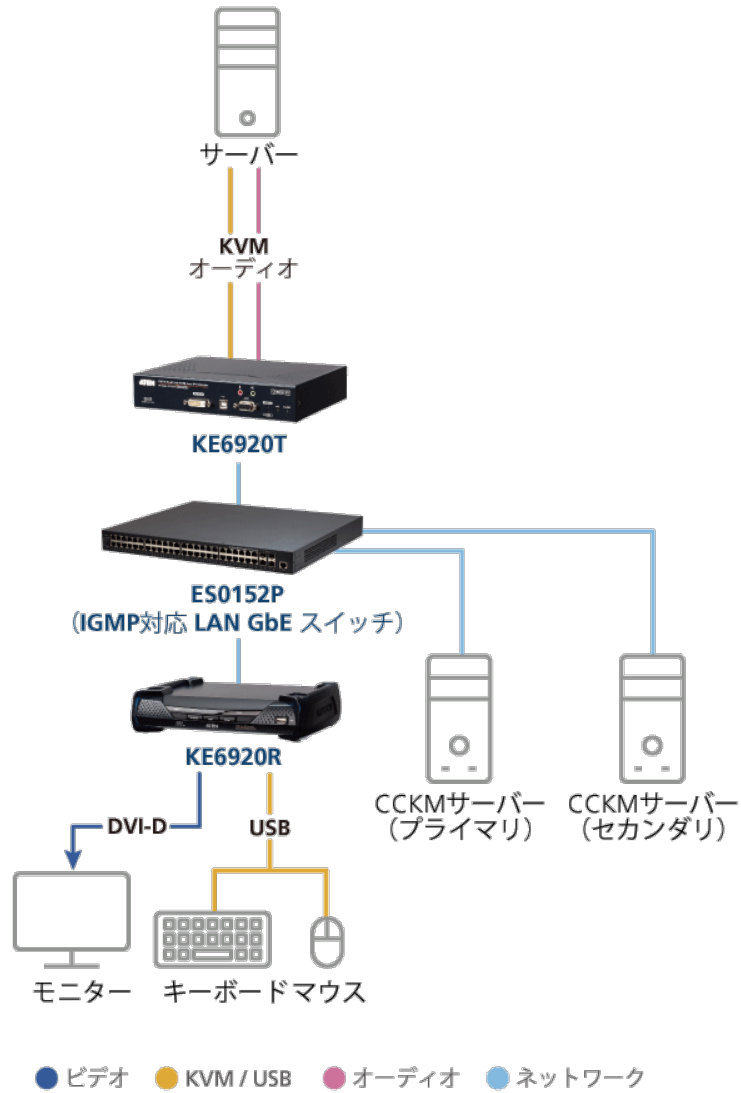 サーバー
KVM
オーディオ
ATEN
KE6920T
ES0152P
（IGMP対応 LAN GbE スイッチ）
ATEN
KE6920R
DVI-D
USB
CCKMサーバー
（プライマリ）
CCKMサーバー
（セカンダリ）
モニター
キーボード マウス
ビデオ KVM / USB オーディオ ネットワーク